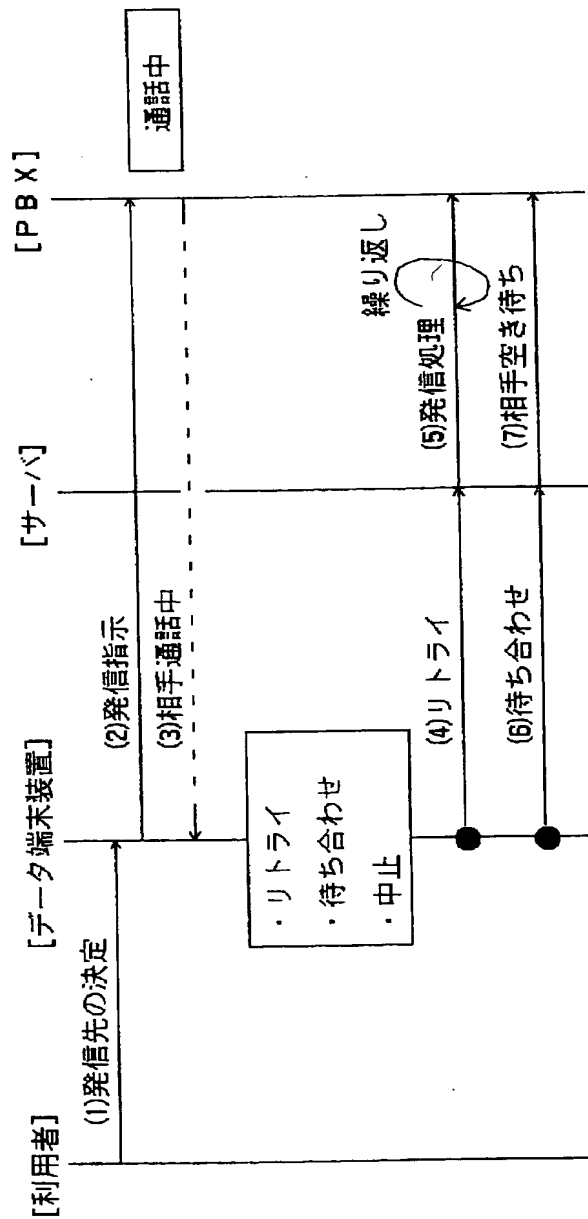 [利用者]
[データ端末装置]
[サーバ]
[PBX]
(1)発信先の決定
(2)発信指示
通話中
(3)相手通話中
・リトライ
・待ち合わせ
・中止
(4)リトライ
(5)発信処理
繰り返し
(6)待ち合わせ
(7)相手空き待ち